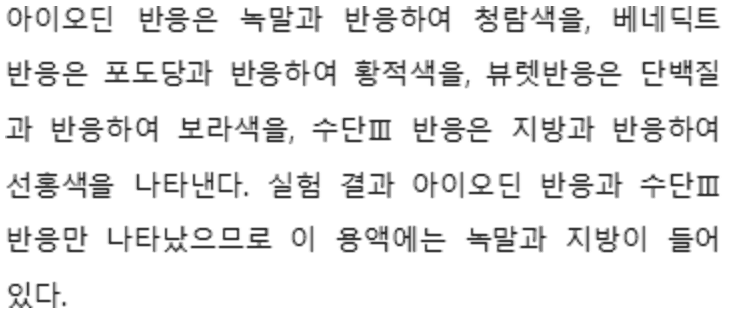 아이오딘 반응은 녹말과 반응하여 청람색을, 베네딕트
반응은 포도당과 반응하여 황적색을, 뷰렛반응은 단백질
과 반응하여 보라색을, 수단Ⅲ 반응은 지방과 반응하여
선홍색을 나타낸다. 실험 결과 아이오딘 반응과 수단Ⅲ
반응만 나타났으므로 이 용액에는 녹말과 지방이 들어
있다.